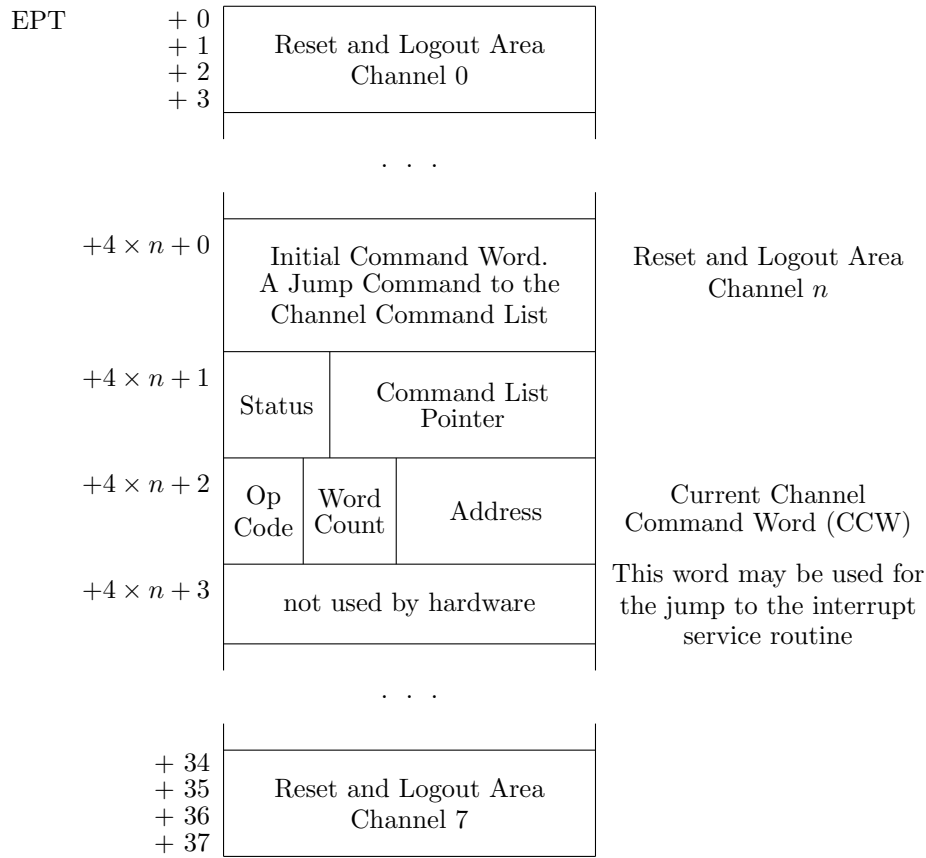 EPT
+ 0
+ 1
+ 2
+ 3
Reset and Logout Area
Channel 0
. . .
+4 × n + 0
Initial Command Word.
A Jump Command to the
Channel Command List
Reset and Logout Area
Channel n
+4 × n + 1
Status
Command List
Pointer
+4 × n + 2
Op
Code
Word
Count
Address
Current Channel
Command Word (CCW)
+4 × n + 3
not used by hardware
This word may be used for
the jump to the interrupt
service routine
. . .
+ 34
+ 35
+ 36
+ 37
Reset and Logout Area
Channel 7